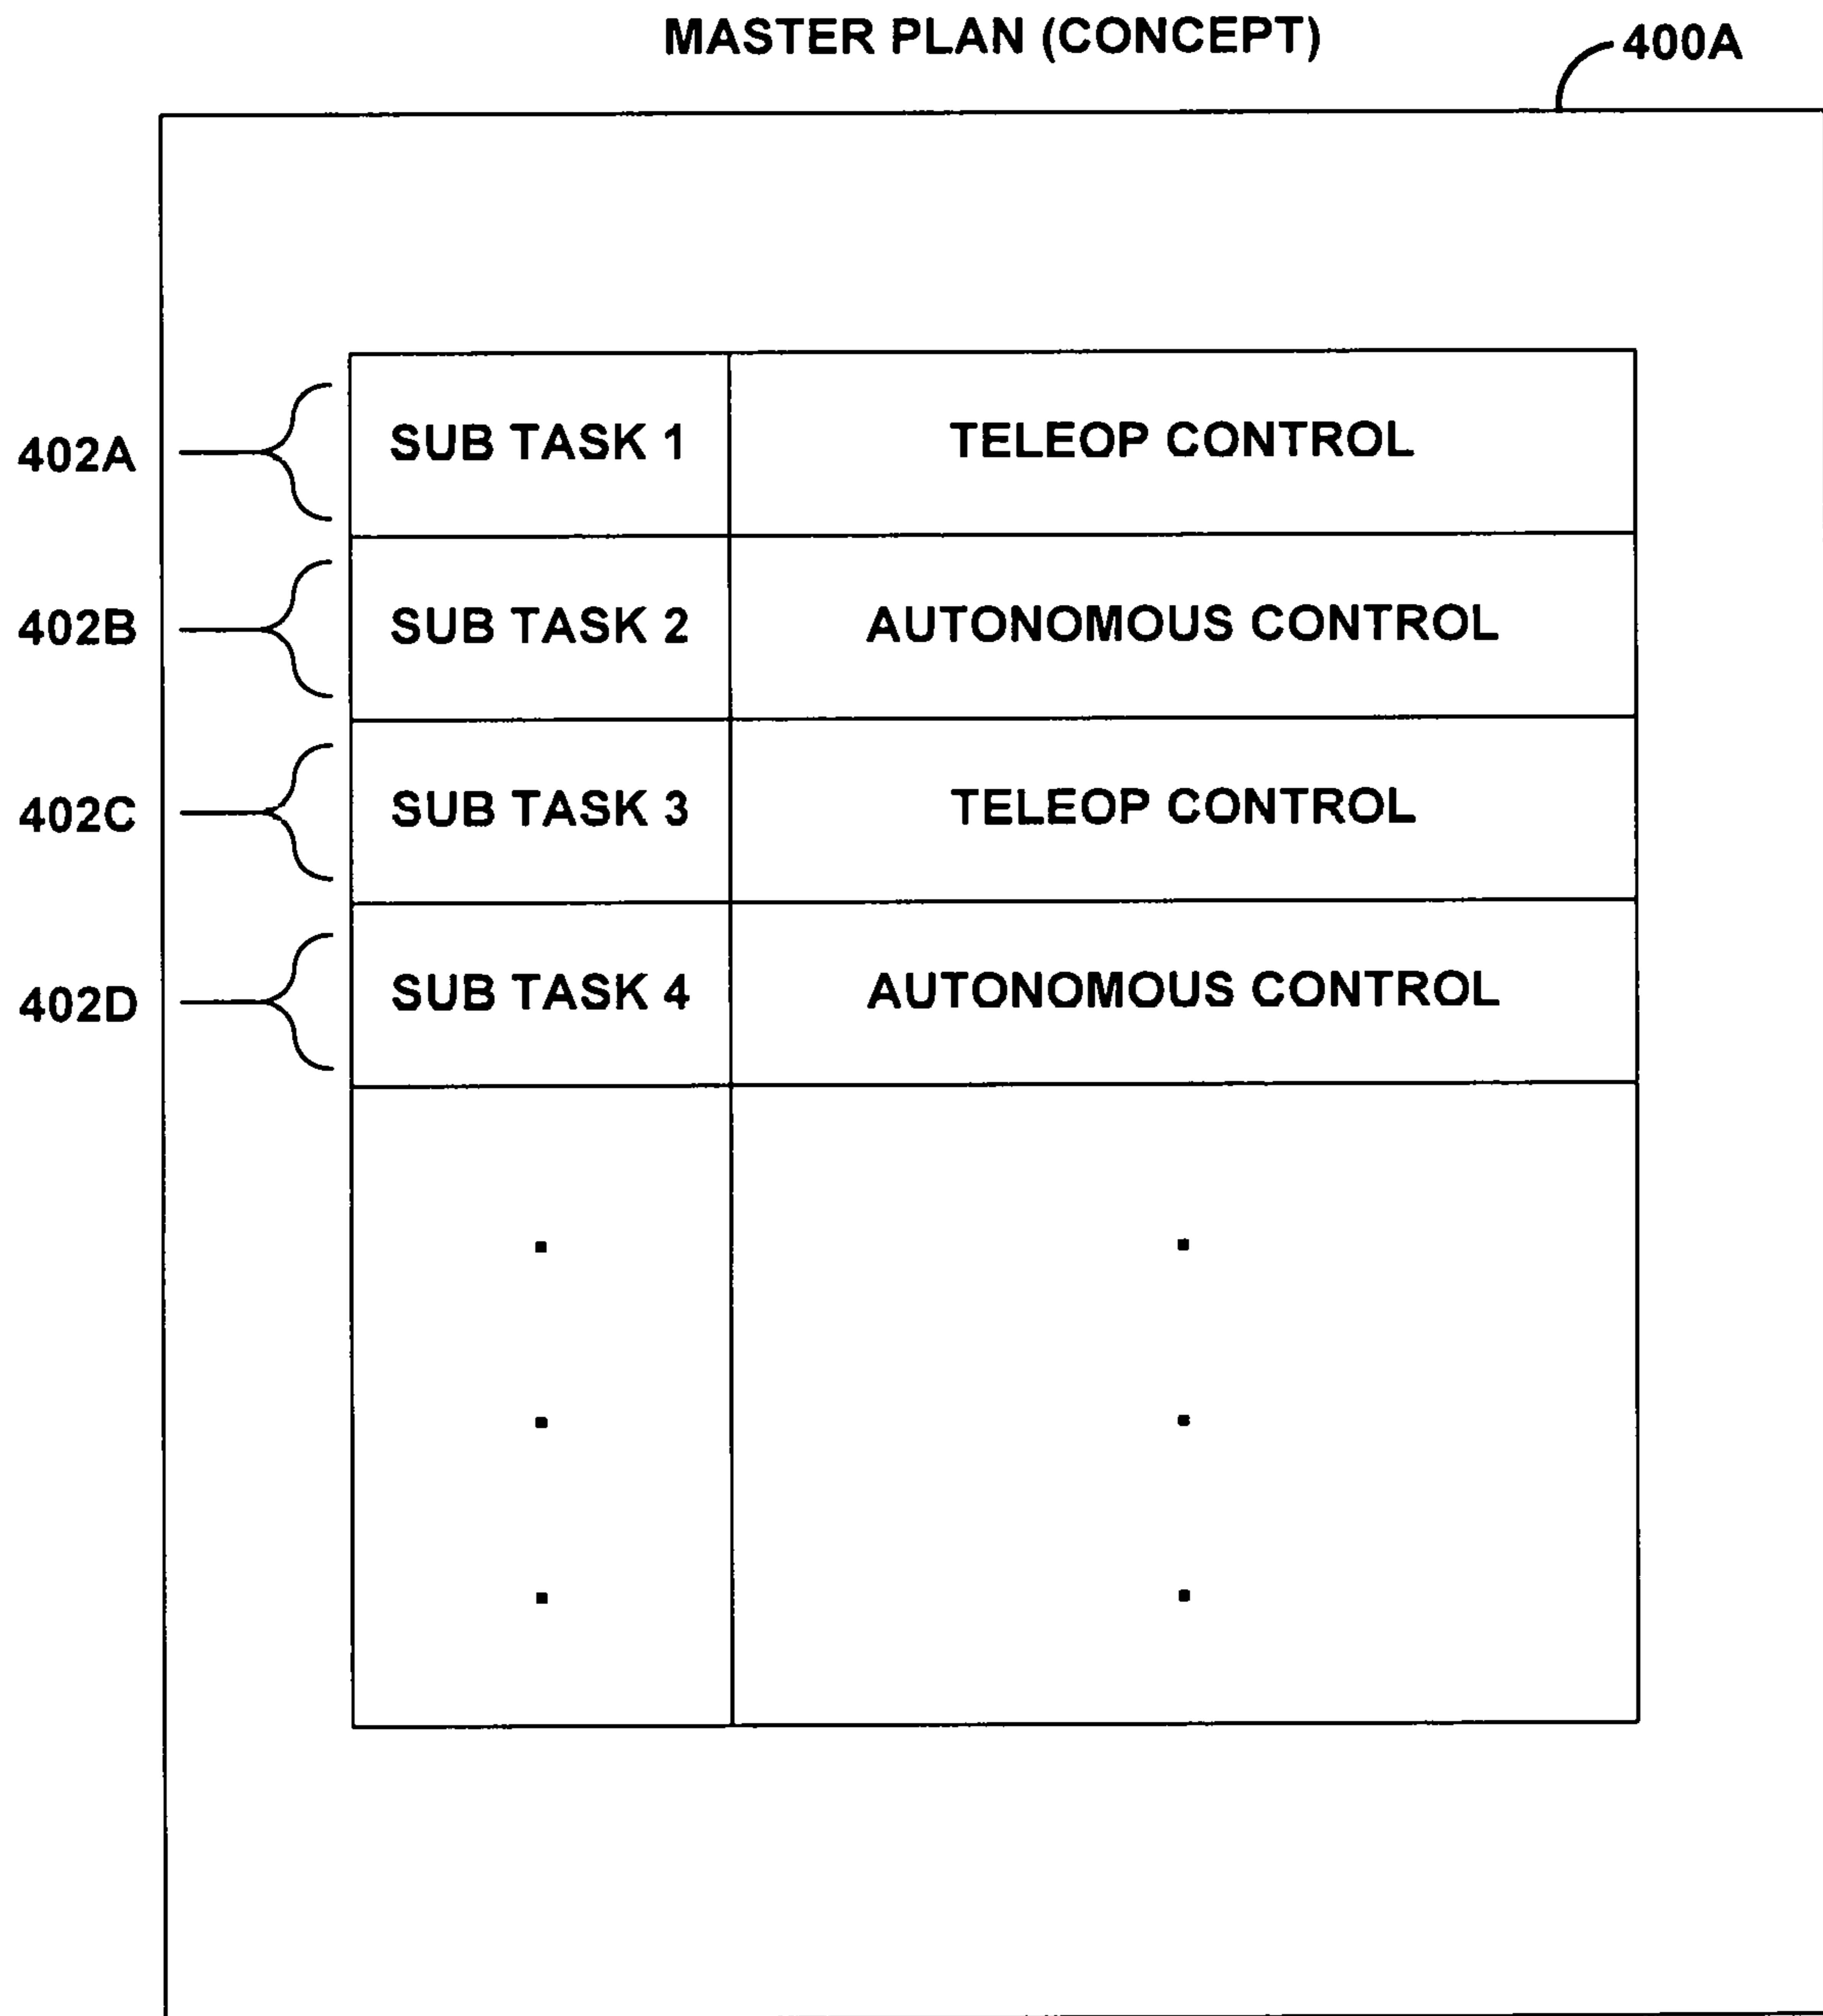 MASTER PLAN (CONCEPT)
400A
402A SUB TASK 1 TELEOP CONTROL
402B SUB TASK 2 AUTONOMOUS CONTROL
402C SUB TASK 3 TELEOP CONTROL
402D SUB TASK 4 AUTONOMOUS CONTROL